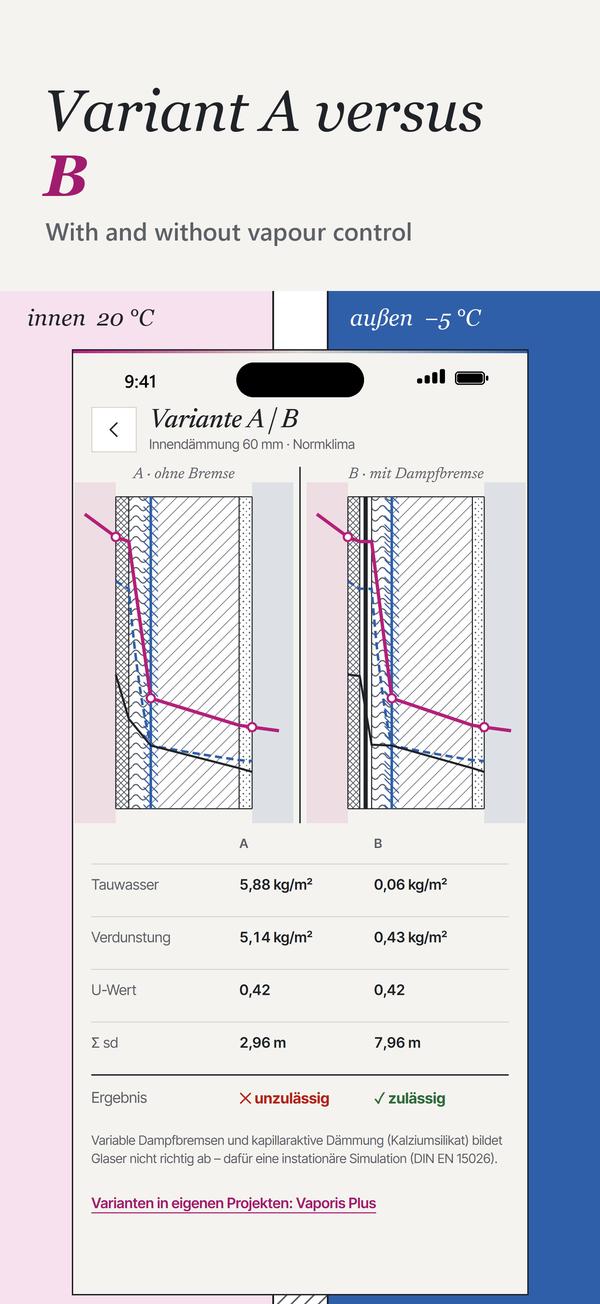 Variant A versus
B
With and without vapour control
innen 20 °C
außen −5 °C
9:41
Variante A / B
Innendämmung 60 mm · Normklima
A · ohne Bremse
B · mit Dampfbremse
A B
Tauwasser 5,88 kg/m² 0,06 kg/m²
Verdunstung 5,14 kg/m² 0,43 kg/m²
U-Wert 0,42 0,42
Σ sd 2,96 m 7,96 m
Ergebnis ✕ unzulässig ✓ zulässig
Variable Dampfbremsen und kapillaraktive Dämmung (Kalziumsilikat) bildet
Glaser nicht richtig ab – dafür eine instationäre Simulation (DIN EN 15026).
Varianten in eigenen Projekten: Vaporis Plus